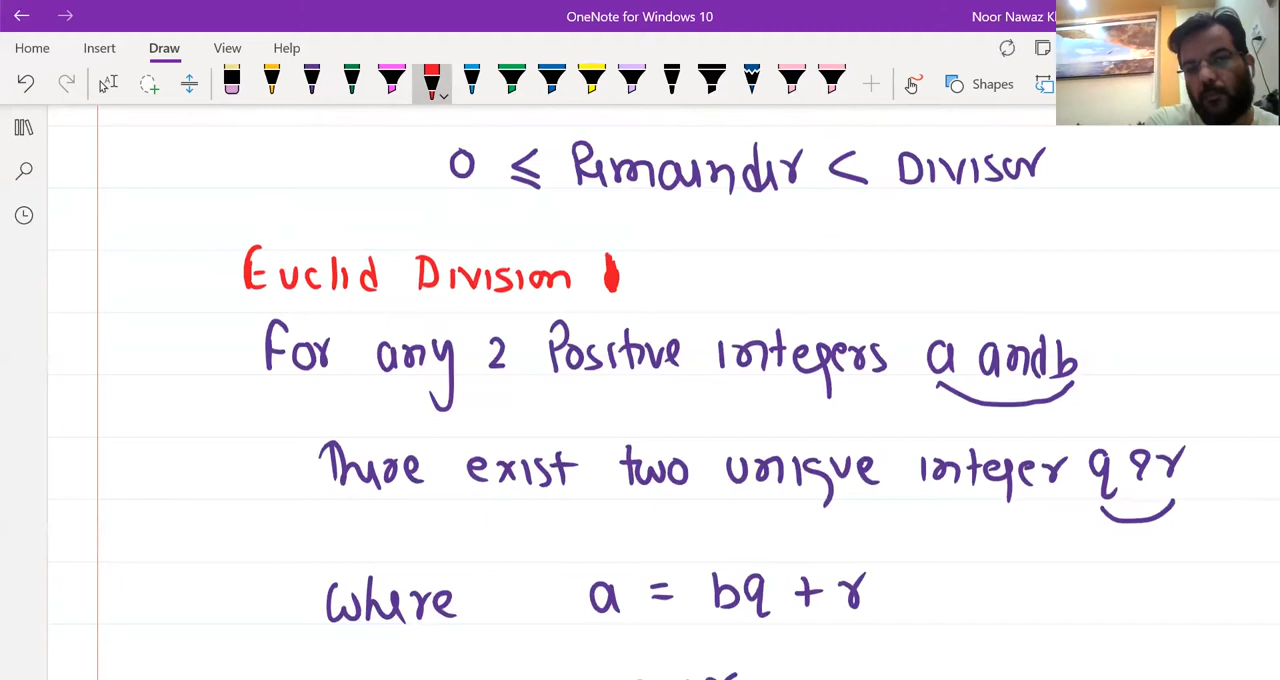 OneNote for Windows 10
Noor Nawaz K
Home Insert Draw View Help
Shapes
0 ⩽ Remainder < Divisor
Euclid Division
For any 2 Positive integers a and b
There exist two unique integer q & r
where a = bq + r